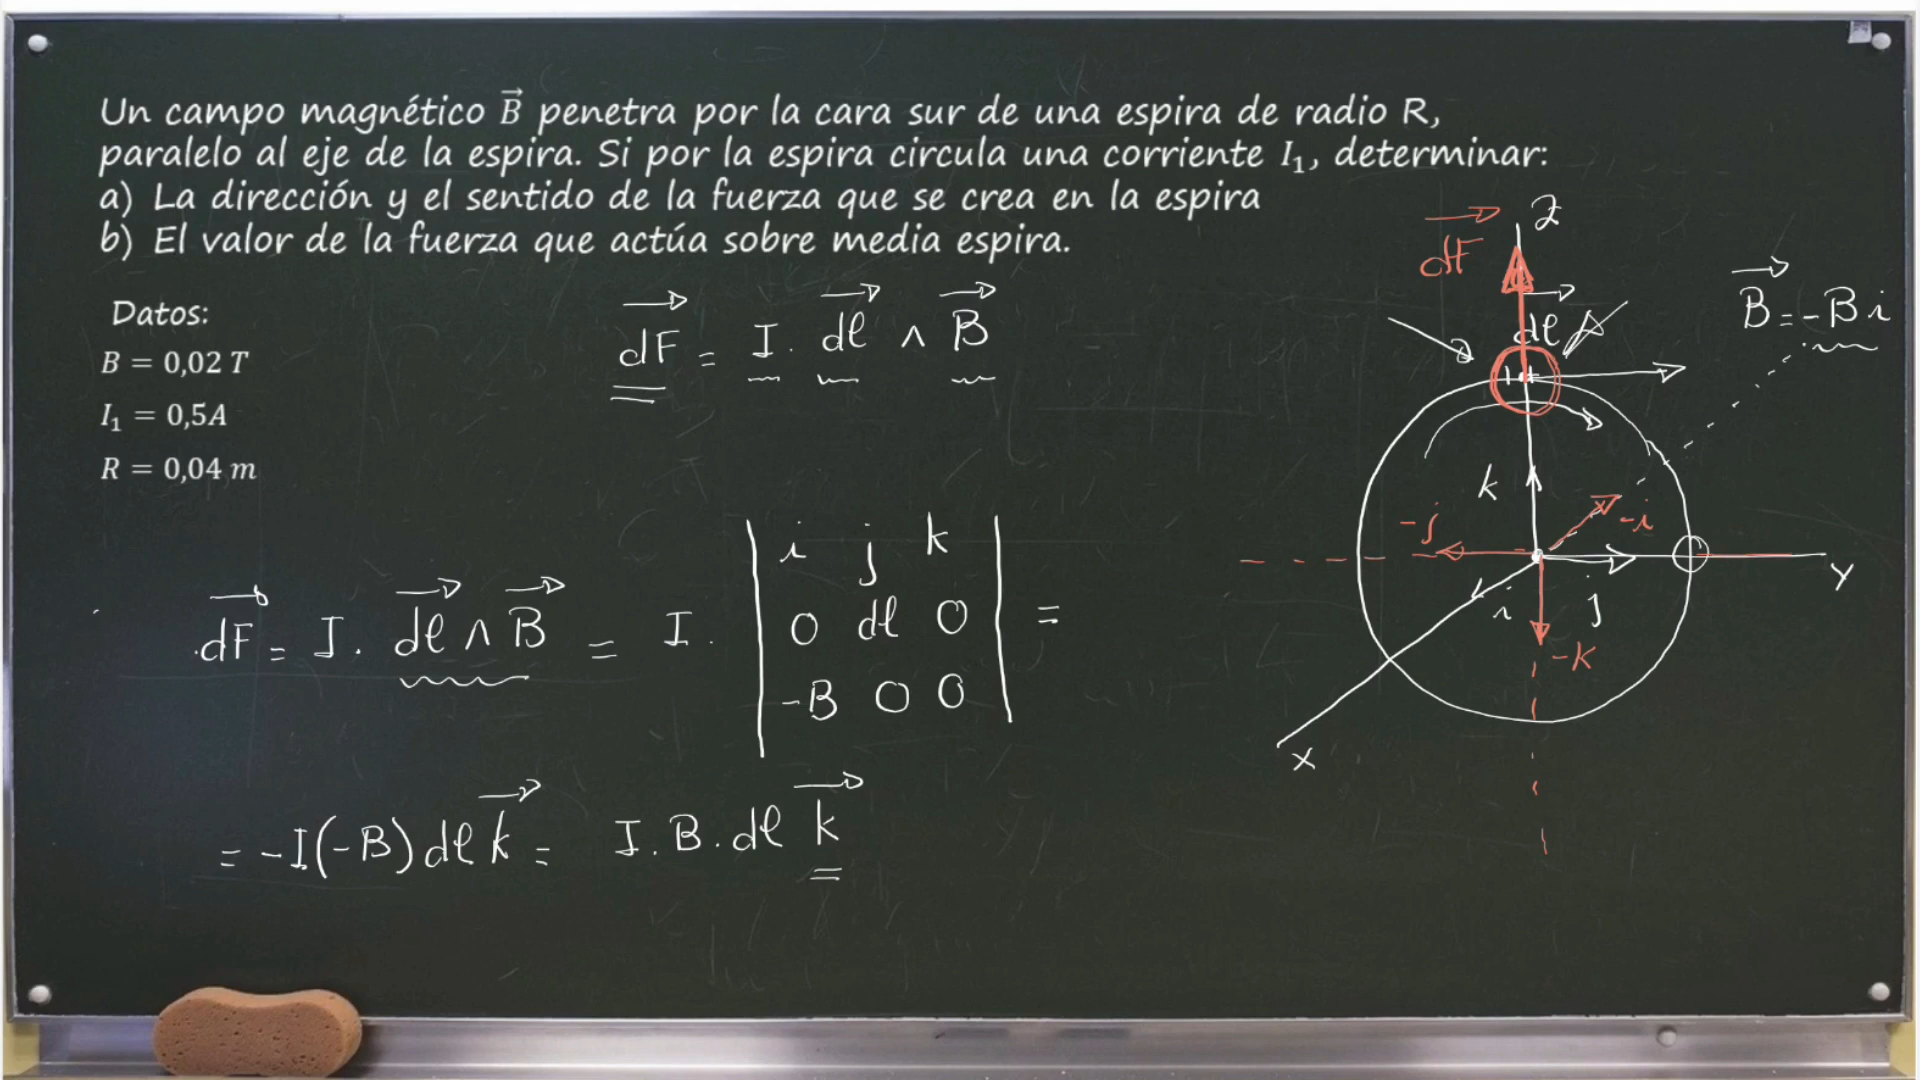 Un campo magnético B⃗ penetra por la cara sur de una espira de radio R,
paralelo al eje de la espira. Si por la espira circula una corriente I₁, determinar:
a) La dirección y el sentido de la fuerza que se crea en la espira
b) El valor de la fuerza que actúa sobre media espira.
Datos:
B = 0,02 T
I₁ = 0,5A
R = 0,04 m
dF⃗ = I . dl⃗ ∧ B⃗
dF⃗ = I . dl⃗ ∧ B⃗ = I .
i j k
0 dl 0
-B 0 0
=
= -I(-B) dl k⃗ = I . B . dl k⃗
Z
dF⃗
dl⃗
B⃗ = -B i
k
-j
-i
i
j
-k
Y
X